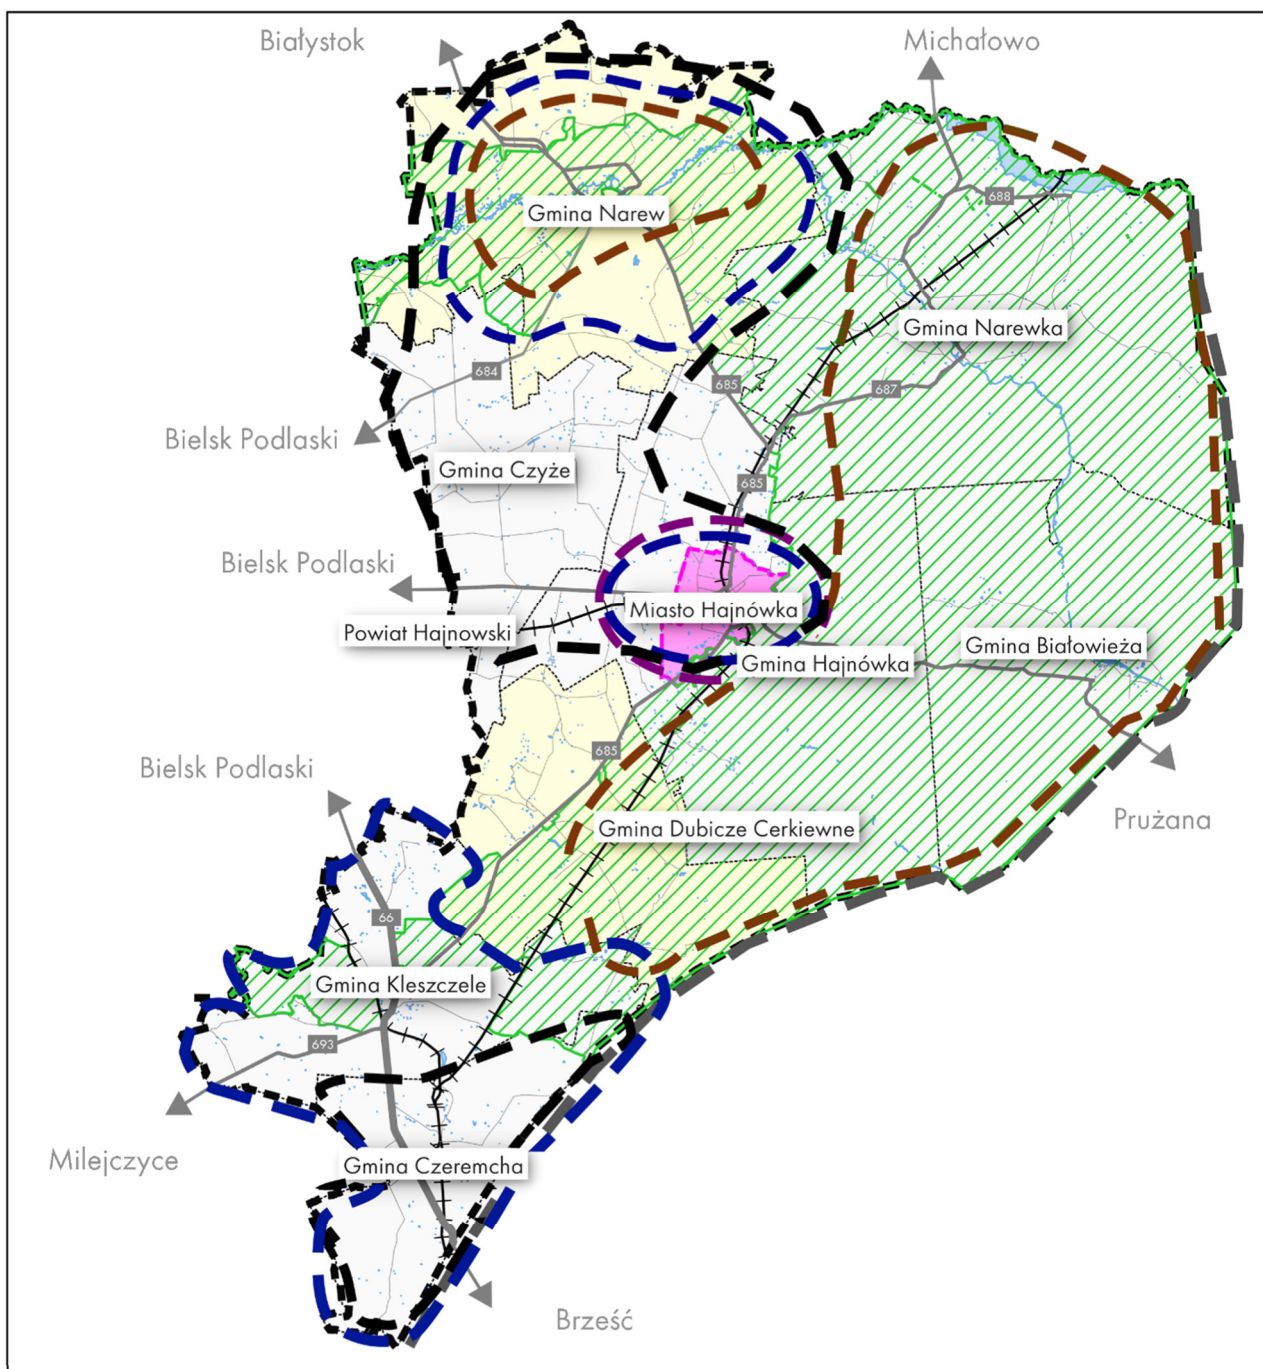 Białystok
Michałowo
688
Gmina Narew
Gmina Narewka
684
685
687
Bielsk Podlaski
Gmina Czyże
685
Bielsk Podlaski
Miasto Hajnówka
Powiat Hajnowski
Gmina Białowieża
Gmina Hajnówka
685
Bielsk Podlaski
Prużana
Gmina Dubicze Cerkiewne
66
Gmina Kleszczele
693
Milejczyce
Gmina Czeremcha
Brześć